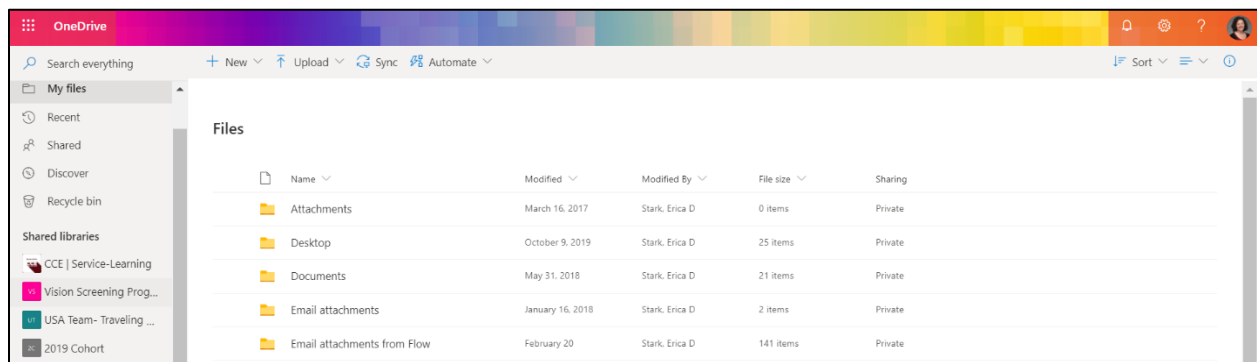 OneDrive
?
Search everything
+ New Upload Sync Automate Sort
My files
Recent
Shared
Discover
Recycle bin
Shared libraries
CCE | Service-Learning
VS Vision Screening Prog...
UT USA Team- Traveling ...
2C 2019 Cohort
Files
Name Modified Modified By File size Sharing
Attachments March 16, 2017 Stark, Erica D 0 items Private
Desktop October 9, 2019 Stark, Erica D 25 items Private
Documents May 31, 2018 Stark, Erica D 21 items Private
Email attachments January 16, 2018 Stark, Erica D 2 items Private
Email attachments from Flow February 20 Stark, Erica D 141 items Private